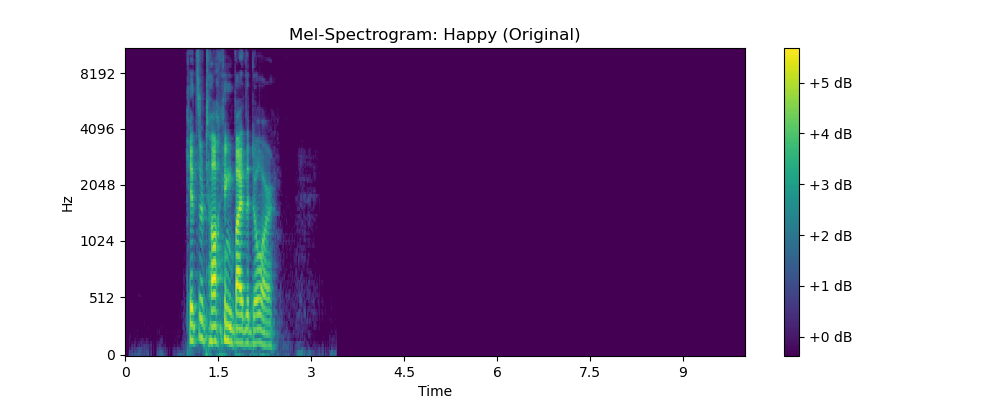 Mel-Spectrogram: Happy (Original)
8192
4096
2048
1024
512
0
Hz
0 1.5 3 4.5 6 7.5 9
Time
+5 dB
+4 dB
+3 dB
+2 dB
+1 dB
+0 dB